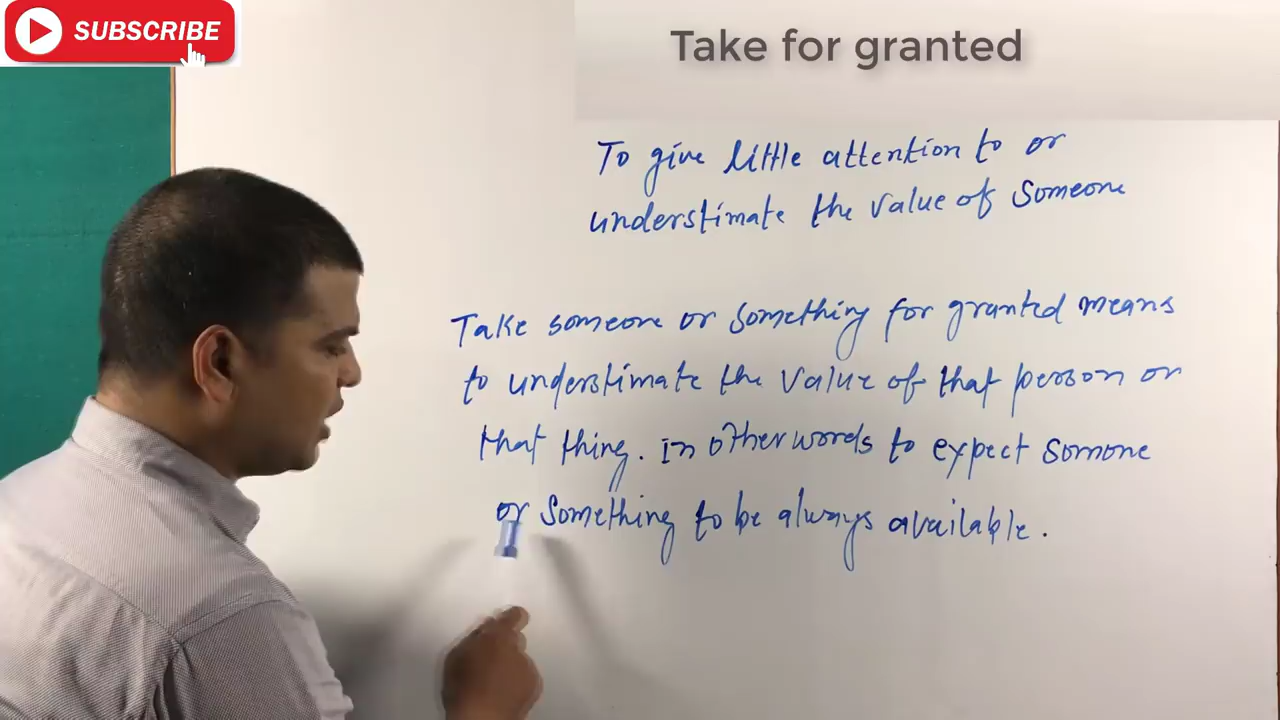 SUBSCRIBE
Take for granted
To give little attention to or
understimate the value of someone
Take someone or something for granted means
to understimate the value of that person or
that thing. In other words to expect somone
or something to be always available.